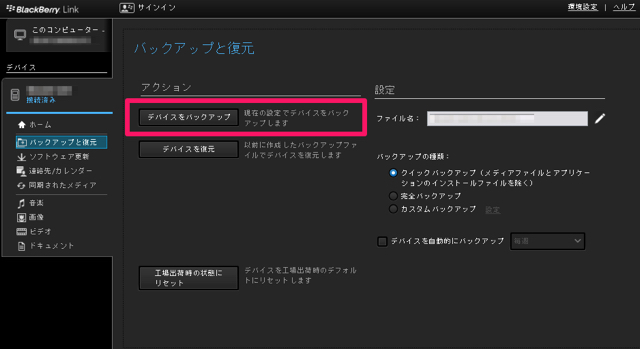 BlackBerry Link
サインイン
環境設定 | ヘルプ
このコンピューター
デバイス
接続済み
ホーム
バックアップと復元
ソフトウェア更新
連絡先/カレンダー
同期されたメディア
音楽
画像
ビデオ
ドキュメント
バックアップと復元
アクション
デバイスをバックアップ
現在の設定でデバイスをバック
アップします
デバイスを復元
以前に作成したバックアップファ
イルでデバイスを復元します
工場出荷時の状態に
リセット
デバイスを工場出荷時のデフォル
トにリセットします
設定
ファイル名：
バックアップの種類：
クイックバックアップ（メディアファイルとアプリケ
ーションのインストールファイルを除く）
完全バックアップ
カスタムバックアップ 設定
デバイスを自動的にバックアップ 毎週